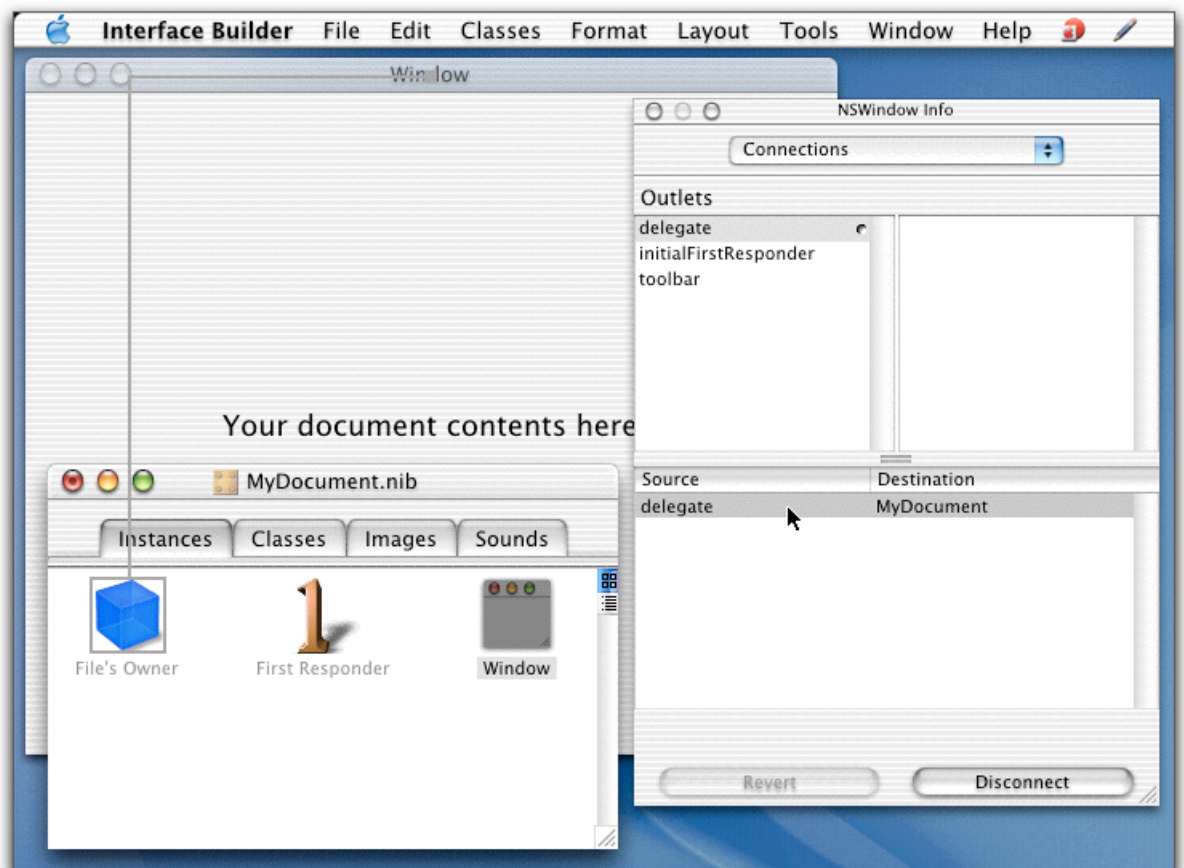 Interface Builder File Edit Classes Format Layout Tools Window Help
Window
NSWindow Info
Connections
Outlets
delegate
initialFirstResponder
toolbar
Your document contents here
Source Destination
delegate MyDocument
MyDocument.nib
Instances Classes Images Sounds
1
File's Owner First Responder Window
Revert Disconnect